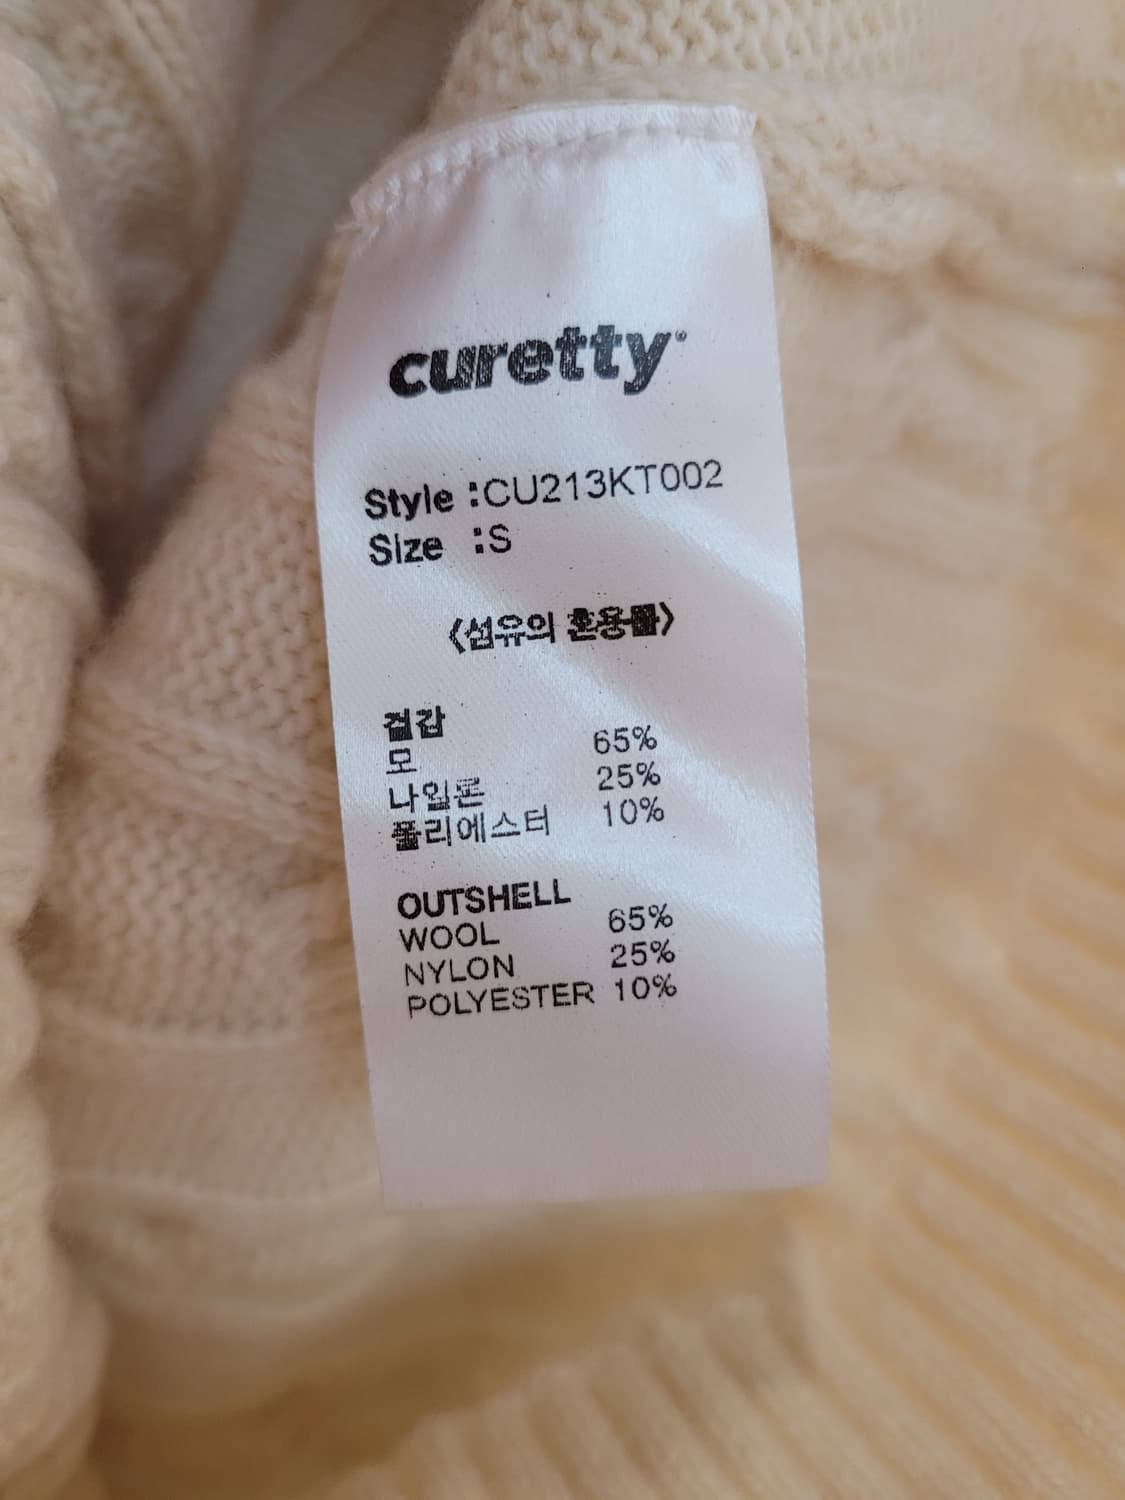 curetty
Style :CU213KT002
Size :S
〈섬유의 혼용률〉
겉감
모 65%
나일론 25%
폴리에스터 10%
OUTSHELL
WOOL 65%
NYLON 25%
POLYESTER 10%